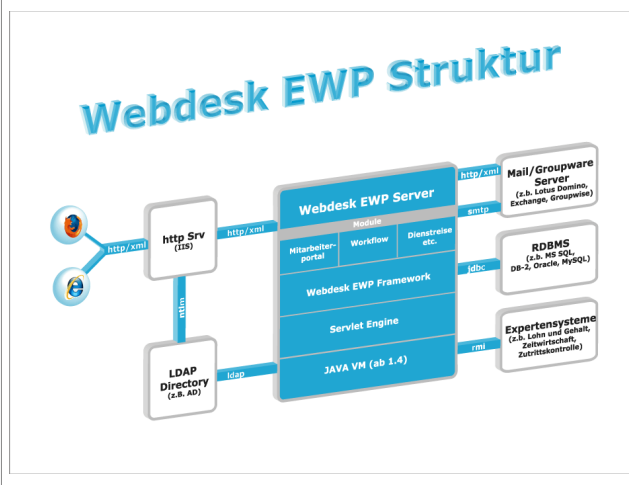 Webdesk EWP Struktur
http/xml
http Srv
(IIS)
http/xml
ntlm
LDAP
Directory
(z.B. AD)
ldap
Webdesk EWP Server
Module
Mitarbeiter-
portal
Workflow
Dienstreise
etc.
Webdesk EWP Framework
Servlet Engine
JAVA VM (ab 1.4)
http/xml
smtp
Mail/Groupware
Server
(z.b. Lotus Domino,
Exchange, Groupwise)
jdbc
RDBMS
(z.b. MS SQL,
DB-2, Oracle, MySQL)
rmi
Expertensysteme
(z.b. Lohn und Gehalt,
Zeitwirtschaft,
Zutrittskontrolle)